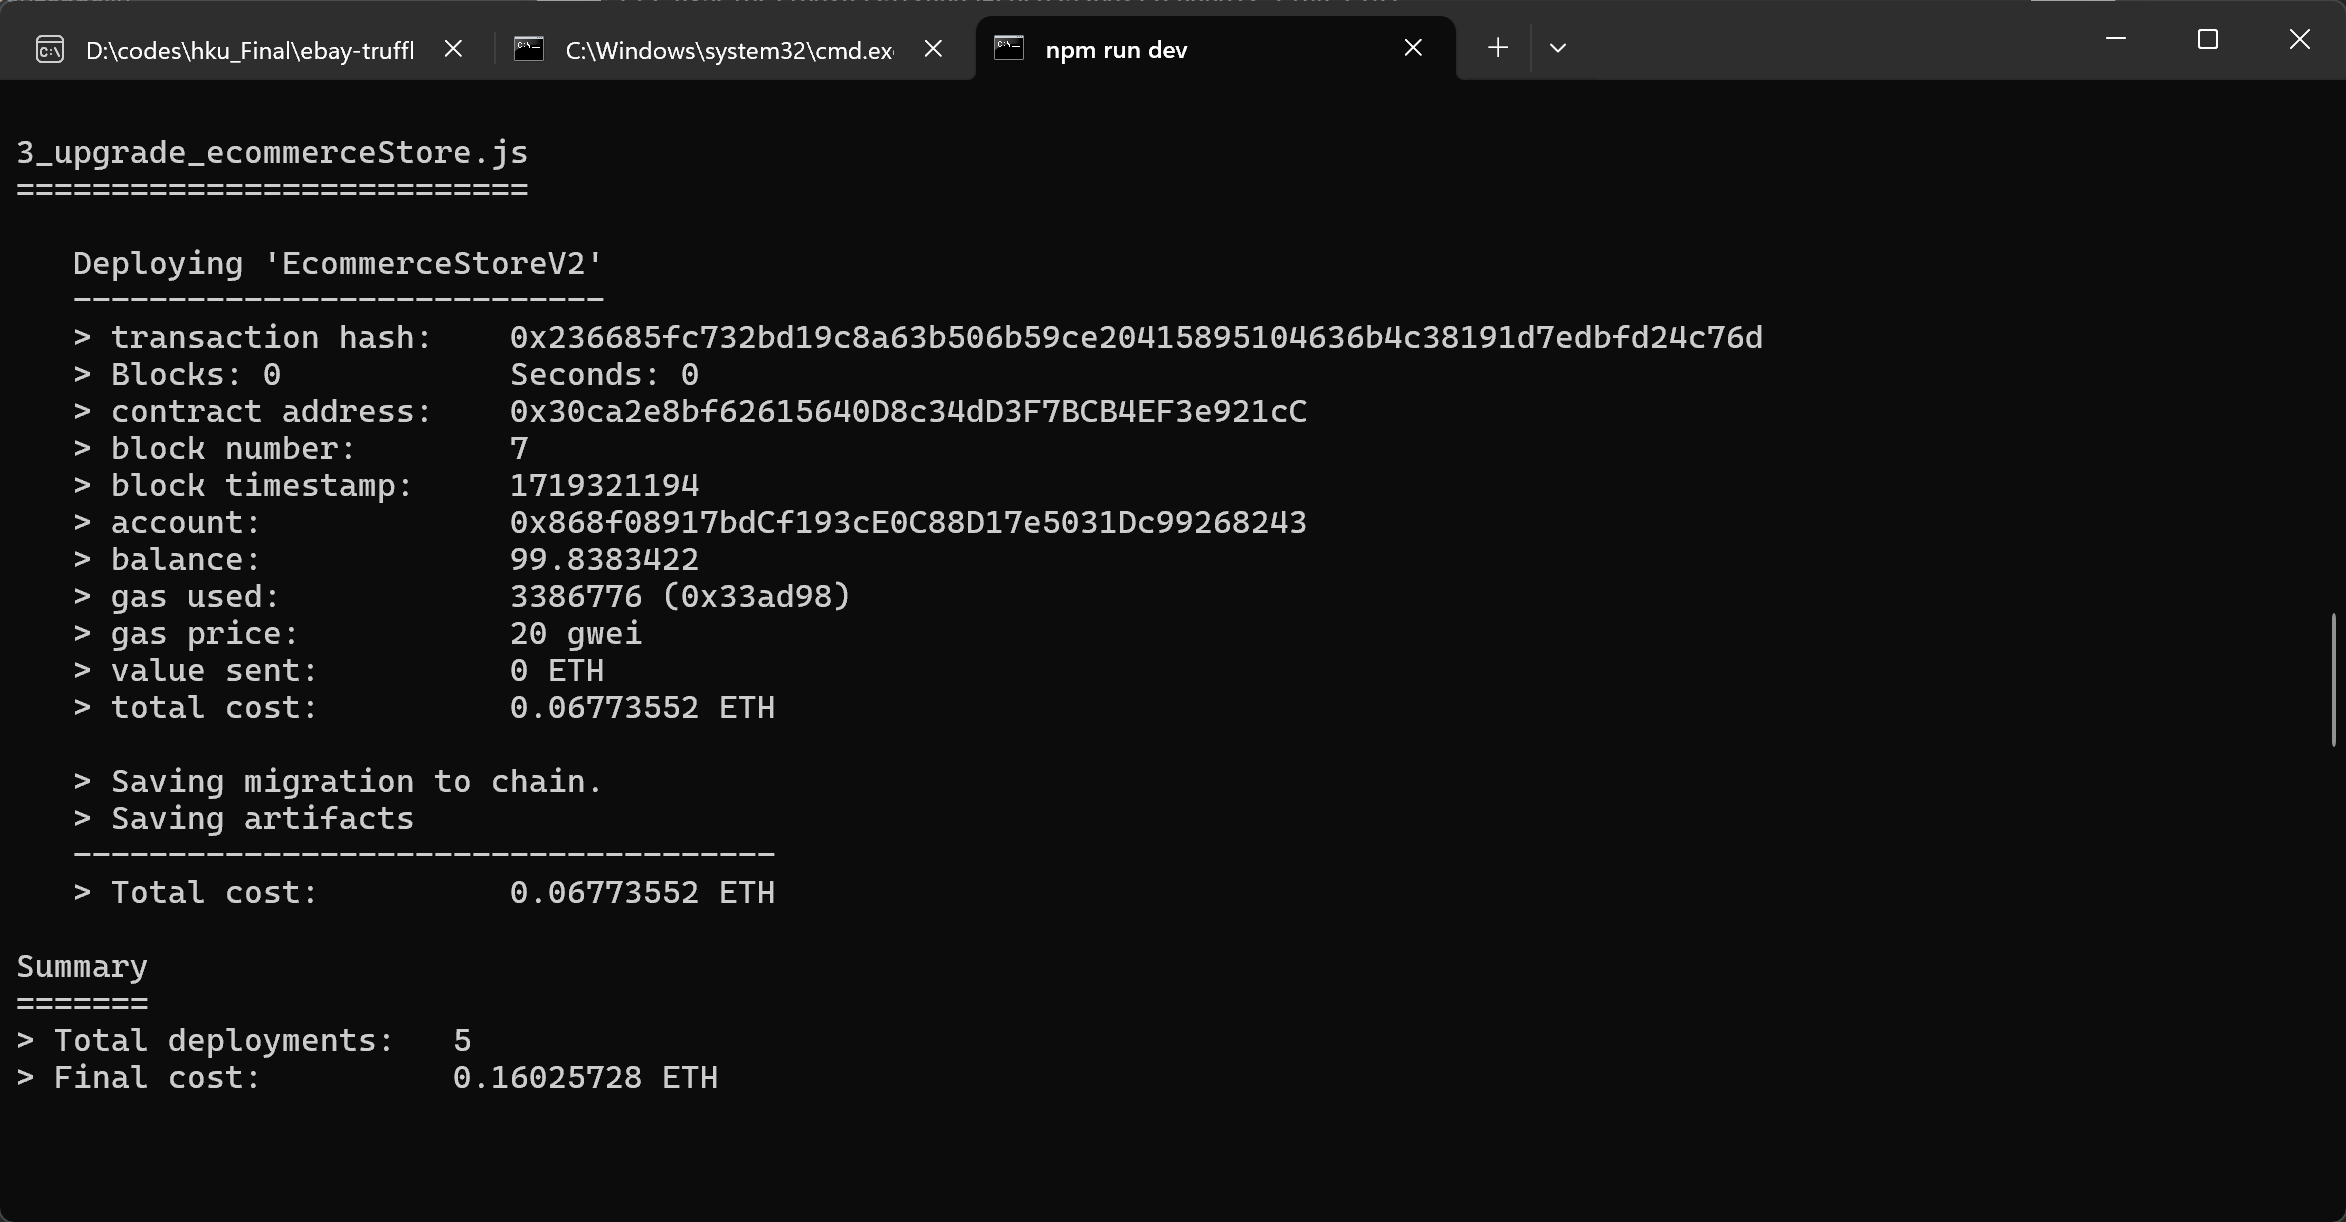 D:\codes\hku_Final\ebay-truffl
C:\Windows\system32\cmd.ex
npm run dev
3_upgrade_ecommerceStore.js
===========================
Deploying 'EcommerceStoreV2'
----------------------------
> transaction hash:    0x236685fc732bd19c8a63b506b59ce20415895104636b4c38191d7edbfd24c76d
> Blocks: 0            Seconds: 0
> contract address:    0x30ca2e8bf62615640D8c34dD3F7BCB4EF3e921cC
> block number:        7
> block timestamp:     1719321194
> account:             0x868f08917bdCf193cE0C88D17e5031Dc99268243
> balance:             99.8383422
> gas used:            3386776 (0x33ad98)
> gas price:           20 gwei
> value sent:          0 ETH
> total cost:          0.06773552 ETH
> Saving migration to chain.
> Saving artifacts
-------------------------------------
> Total cost:          0.06773552 ETH
Summary
=======
> Total deployments:   5
> Final cost:          0.16025728 ETH